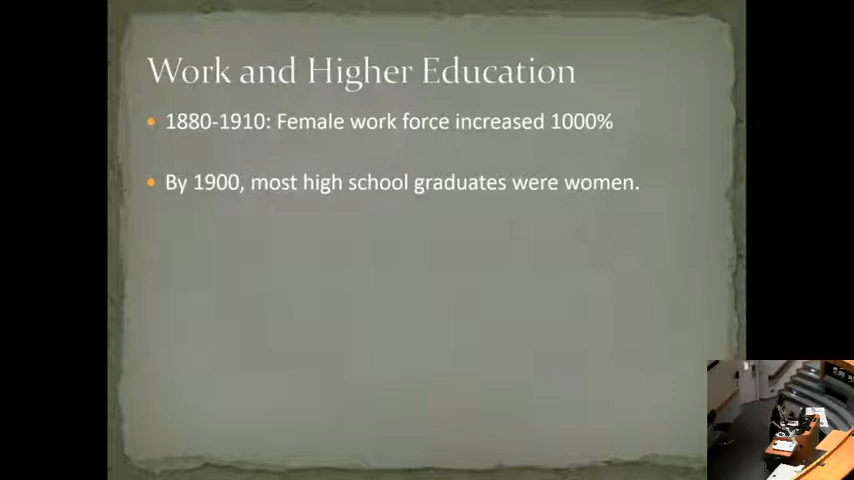 Work and Higher Education
1880-1910: Female work force increased 1000%
By 1900, most high school graduates were women.